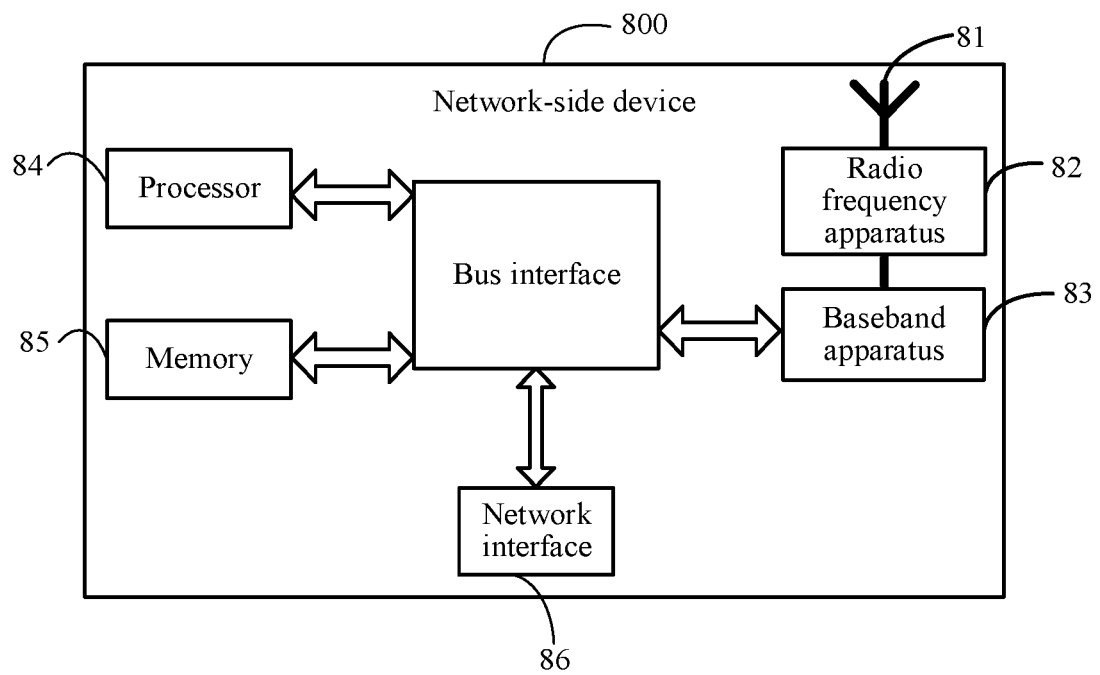 800
81
Network-side device
84
Processor
Radio
frequency
apparatus
82
Bus interface
83
Baseband
apparatus
85
Memory
Network
interface
86